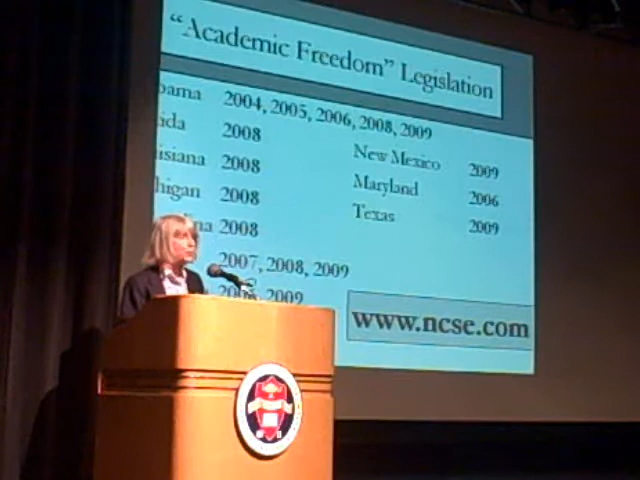 “Academic Freedom” Legislation
bama 2004, 2005, 2006, 2008, 2009
ida 2008
isiana 2008
higan 2008
na 2008
2007, 2008, 2009
2009
New Mexico 2009
Maryland 2006
Texas 2009
www.ncse.com